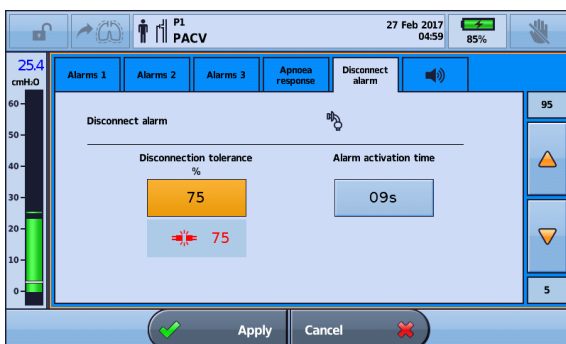 P1
PACV
27 Feb 2017
04:59
85%
25.4
cmH₂O
Alarms 1
Alarms 2
Alarms 3
Apnoea
response
Disconnect
alarm
60
50
40
30
20
10
0
Disconnect alarm
Disconnection tolerance
%
75
75
Alarm activation time
09s
95
5
Apply
Cancel